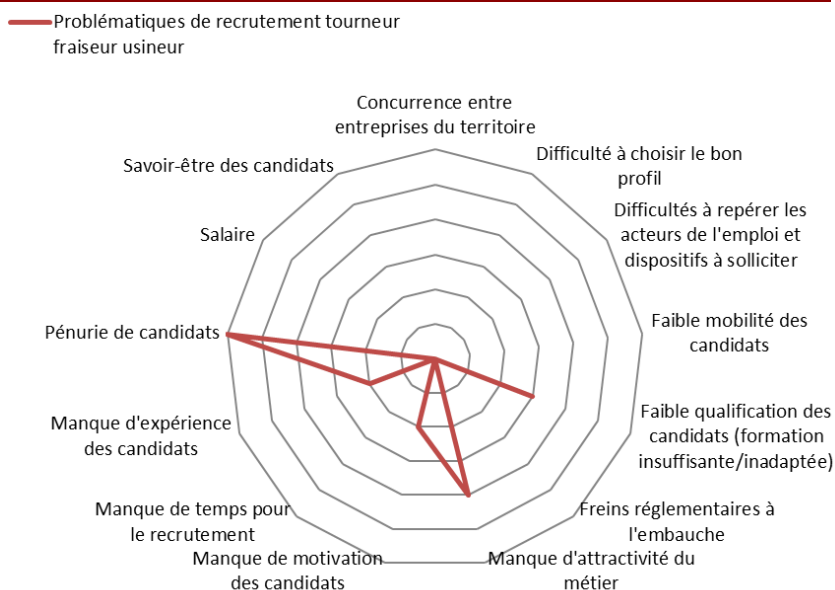 Problématiques de recrutement tourneur
fraiseur usineur
Concurrence entre
entreprises du territoire
Difficulté à choisir le bon
profil
Difficultés à repérer les
acteurs de l'emploi et
dispositifs à solliciter
Faible mobilité des
candidats
Faible qualification des
candidats (formation
insuffisante/inadaptée)
Freins réglementaires à
l'embauche
Manque d'attractivité du
métier
Manque de motivation
des candidats
Manque de temps pour
le recrutement
Manque d'expérience
des candidats
Pénurie de candidats
Salaire
Savoir-être des candidats